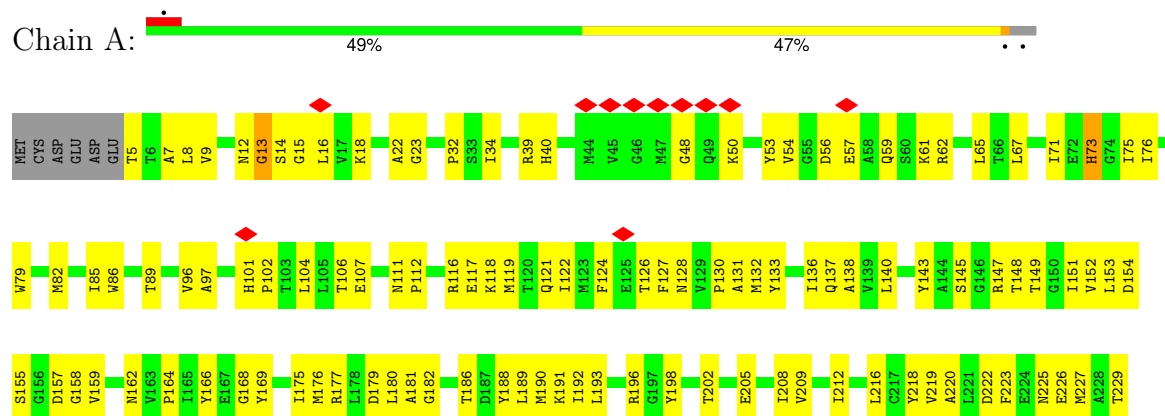 Chain A:
49% 47%
MET CYS ASP GLU ASP GLU T5 T6 A7 L8 V9 N12 G13 S14 G15 L16 V17 K18 A22 G23 P32 S33 I34 R39 H40 M44 V45 G46 M47 G48 Q49 K50 Y53 V54 G55 D56 E57 A58 Q59 S60 K61 R62 L65 T66 L67 I71 E72 H73 G74 I75 I76
W79 M82 I85 W86 T89 V96 A97 H101 P102 T103 L104 L105 T106 E107 N111 P112 R116 E117 K118 M119 T120 Q121 I122 M123 F124 E125 T126 F127 N128 V129 P130 A131 M132 Y133 I136 Q137 A138 V139 L140 Y143 A144 S145 G146 R147 T148 T149 G150 I151 V152 L153 D154
S155 G156 D157 G158 V159 N162 V163 P164 I165 Y166 E167 G168 Y169 I175 M176 R177 L178 D179 L180 A181 G182 T186 D187 Y188 L189 M190 K191 I192 L193 R196 G197 Y198 T202 E205 I208 V209 I212 L216 C217 Y218 V219 A220 L221 D222 F223 E224 N225 E226 M227 A228 T229